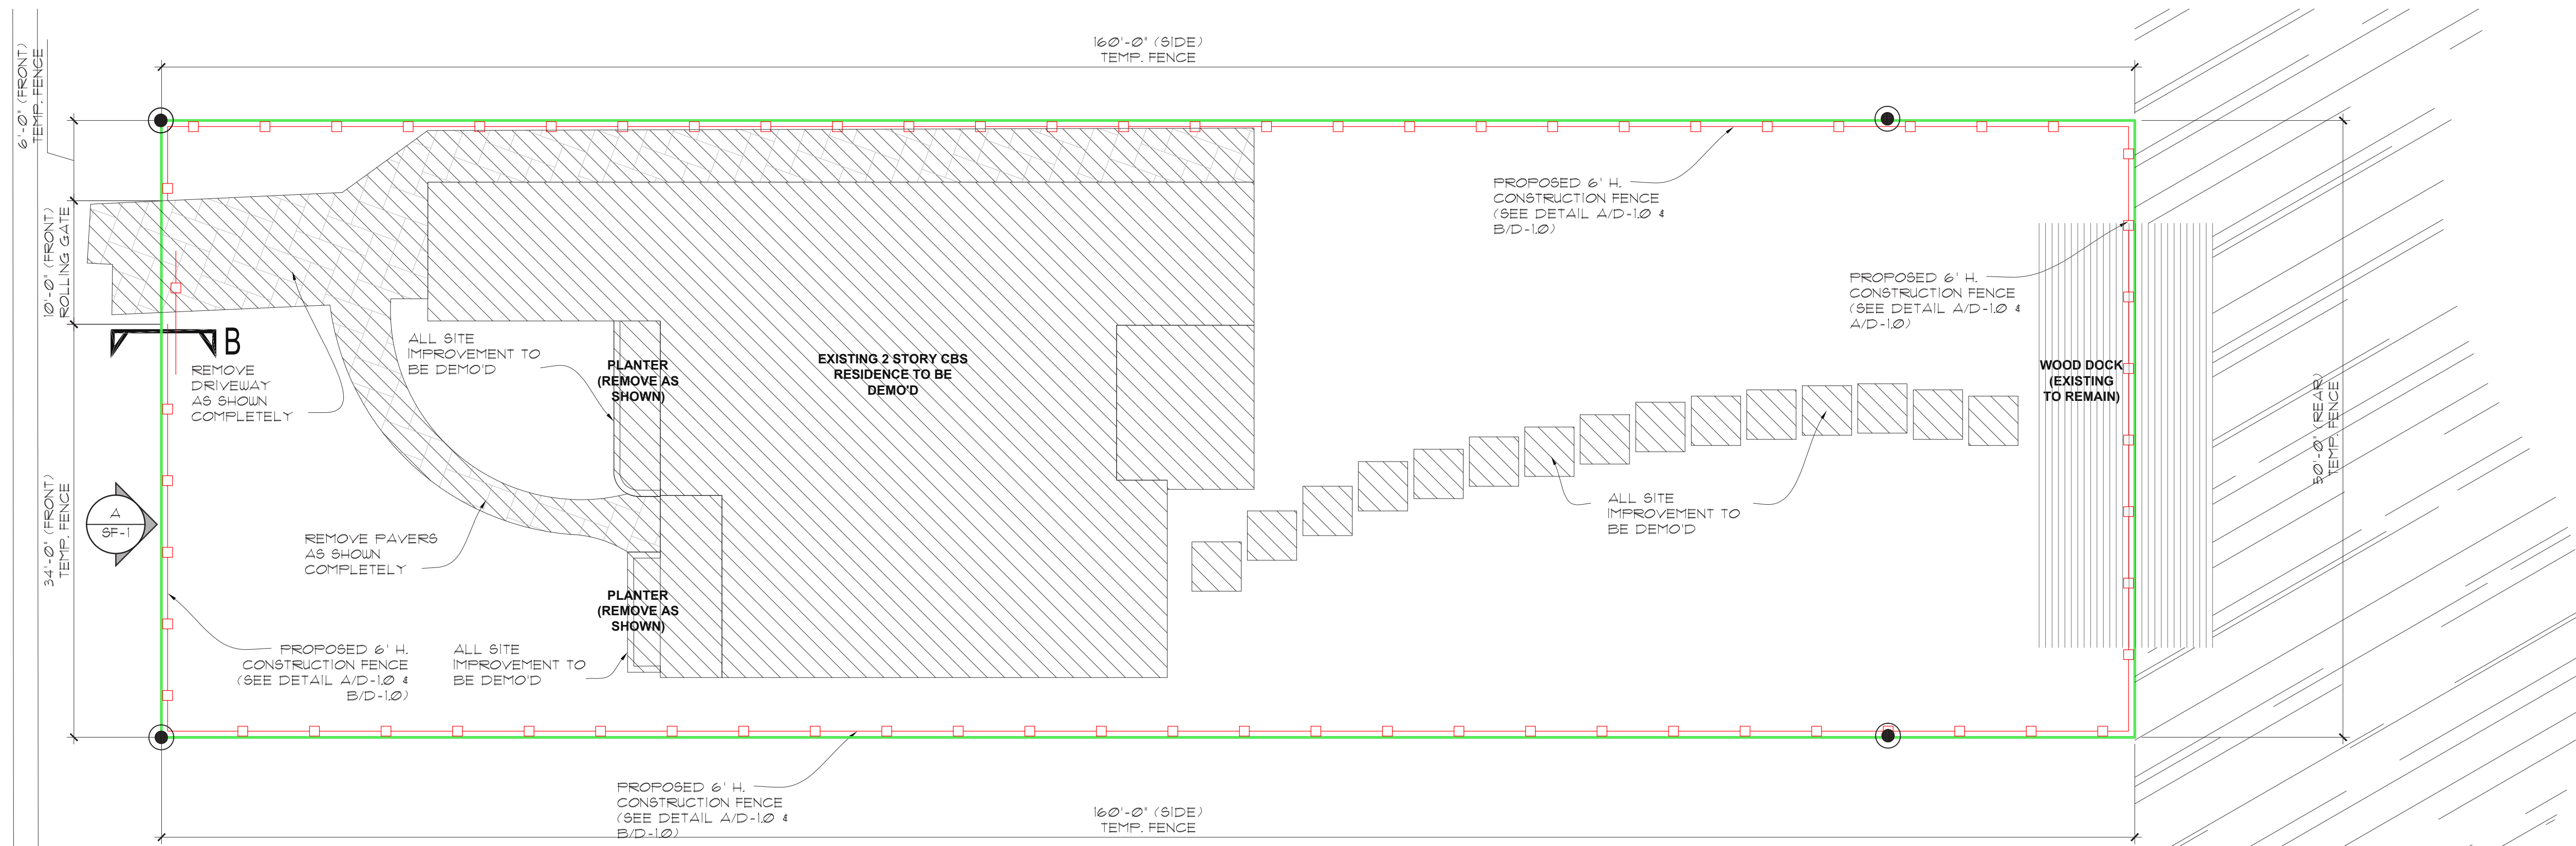 160'-0" (SIDE)
TEMP. FENCE
6'-0" (FRONT)
TEMP. FENCE
10'-0" (FRONT)
ROLLING GATE
34'-0" (FRONT)
TEMP. FENCE
PROPOSED 6' H.
CONSTRUCTION FENCE
(SEE DETAIL A/D-1.0 &
B/D-1.0)
PROPOSED 6' H.
CONSTRUCTION FENCE
(SEE DETAIL A/D-1.0 &
A/D-1.0)
B
REMOVE
DRIVEWAY
AS SHOWN
COMPLETELY
ALL SITE
IMPROVEMENT TO
BE DEMO'D
PLANTER
(REMOVE AS
SHOWN)
EXISTING 2 STORY CBS
RESIDENCE TO BE
DEMO'D
WOOD DOCK
(EXISTING
TO REMAIN)
50'-0" (REAR)
TEMP. FENCE
A
SF-1
REMOVE PAVERS
AS SHOWN
COMPLETELY
ALL SITE
IMPROVEMENT TO
BE DEMO'D
PLANTER
(REMOVE AS
SHOWN)
PROPOSED 6' H.
CONSTRUCTION FENCE
(SEE DETAIL A/D-1.0 &
B/D-1.0)
ALL SITE
IMPROVEMENT TO
BE DEMO'D
PROPOSED 6' H.
CONSTRUCTION FENCE
(SEE DETAIL A/D-1.0 &
B/D-1.0)
160'-0" (SIDE)
TEMP. FENCE